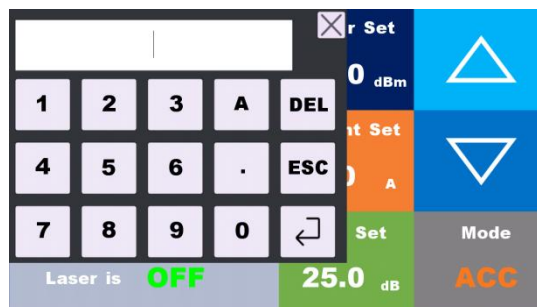 r Set
0 dBm
1 2 3 A DEL
nt Set
4 5 6 . ESC
A
7 8 9 0
Set
Mode
Laser is OFF
25.0 dB
ACC